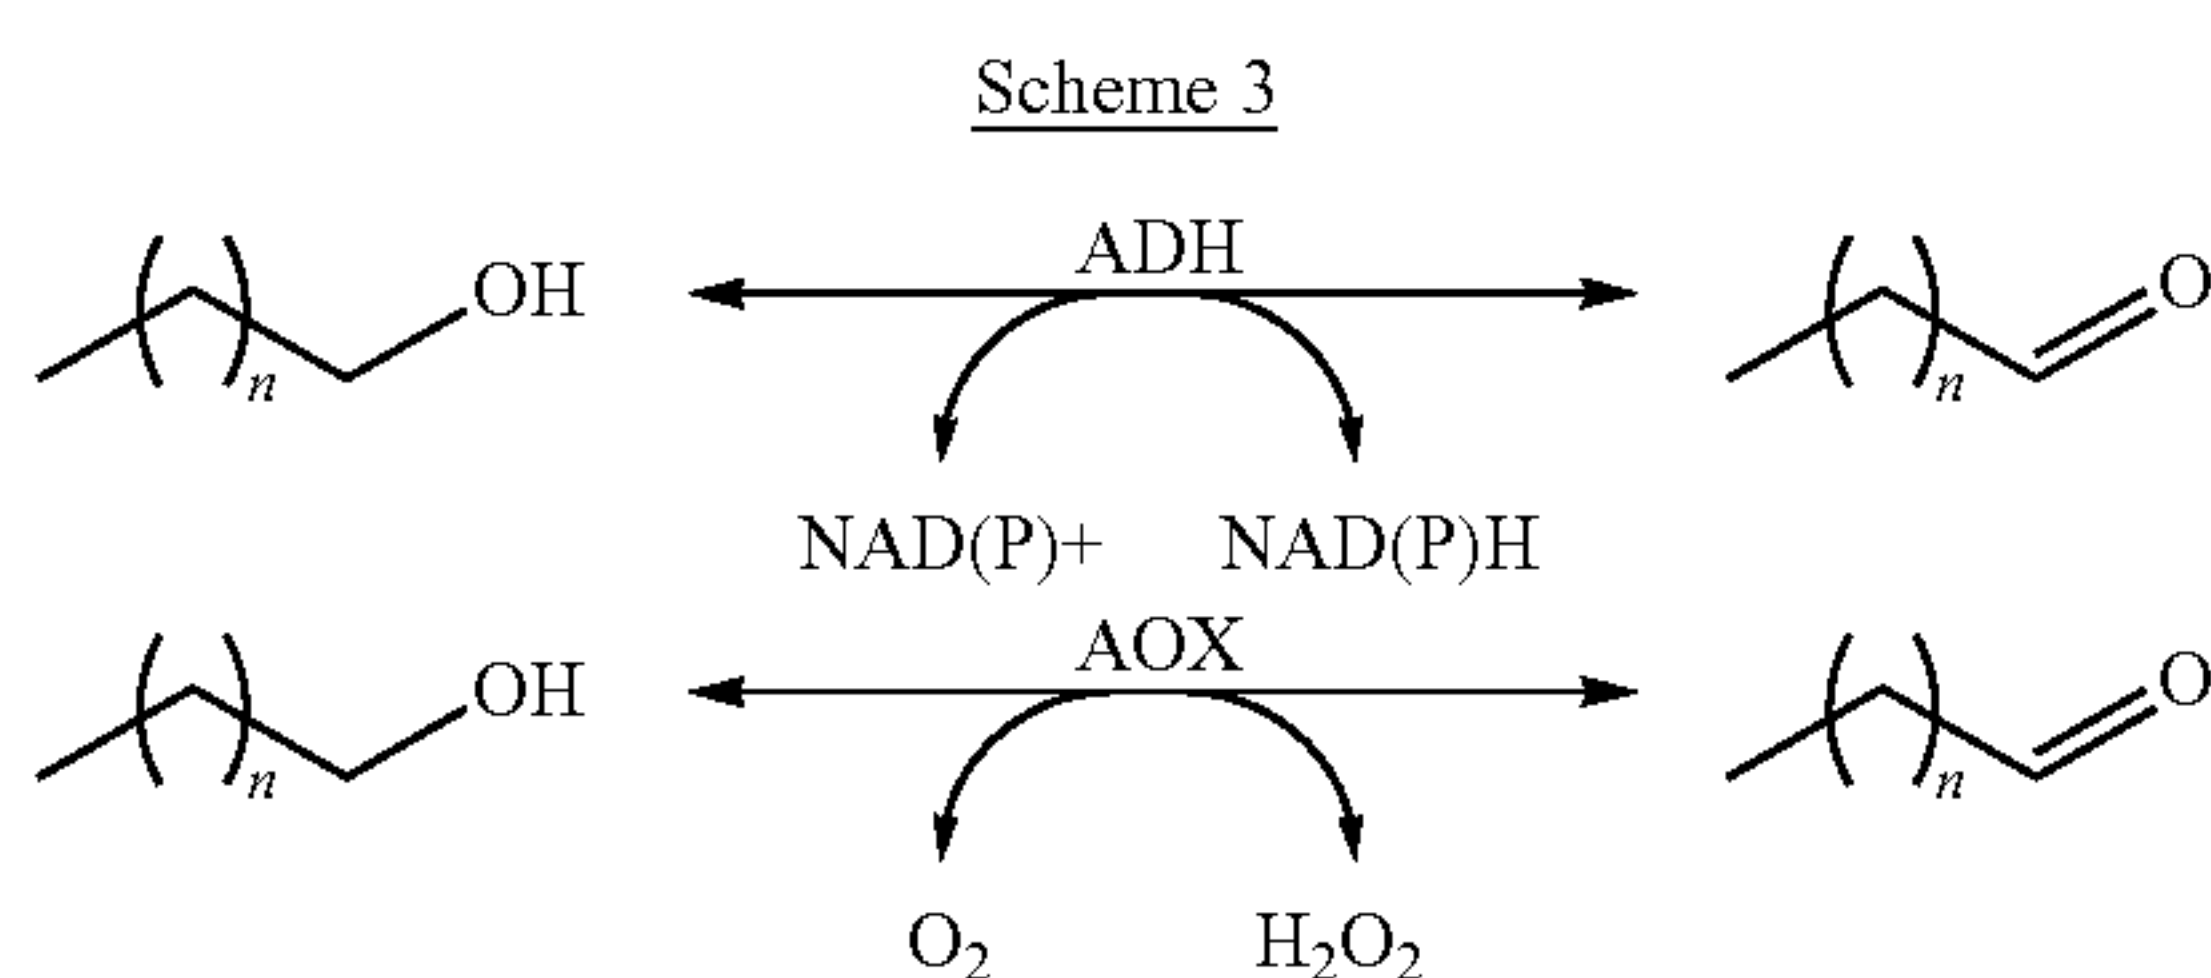 Scheme 3
ADH
OH O
n n
NAD(P)+ NAD(P)H
AOX
OH O
n n
O₂ H₂O₂